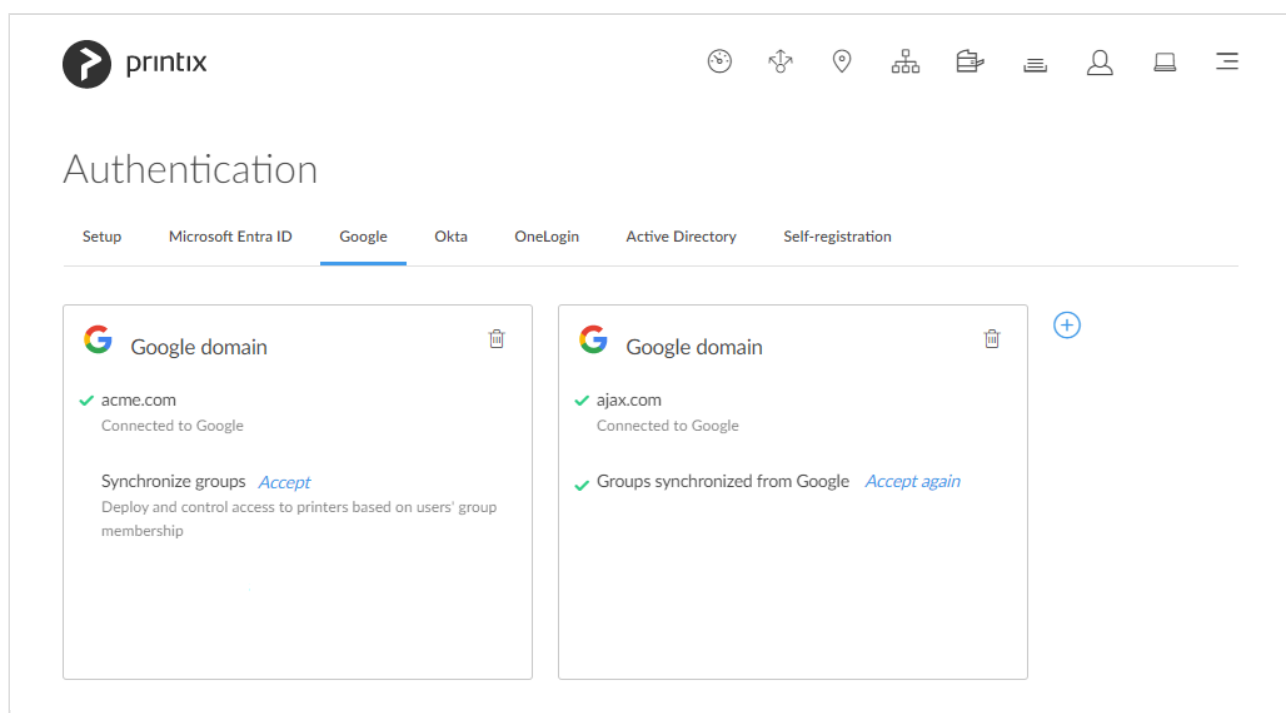 printix
Authentication
Setup Microsoft Entra ID Google Okta OneLogin Active Directory Self-registration
Google domain
acme.com
Connected to Google
Synchronize groups Accept
Deploy and control access to printers based on users' group
membership
Google domain
ajax.com
Connected to Google
Groups synchronized from Google Accept again